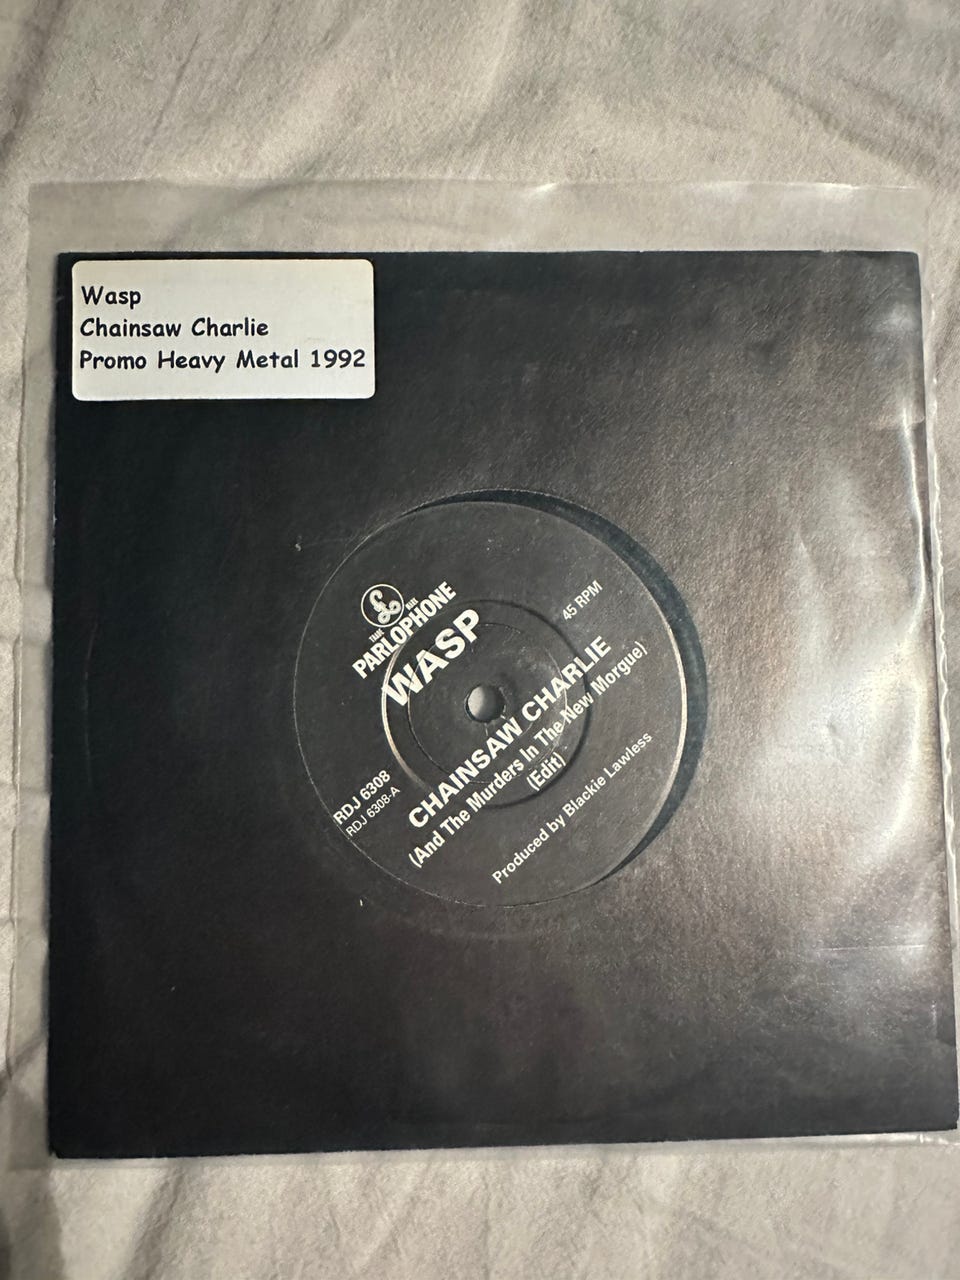 Wasp
Chainsaw Charlie
Promo Heavy Metal 1992
£
TRADE MARK
PARLOPHONE
WASP
45 RPM
RDJ 6308
RDJ 6308-A
CHAINSAW CHARLIE
(And The Murders In The New Morgue)
(Edit)
Produced by Blackie Lawless